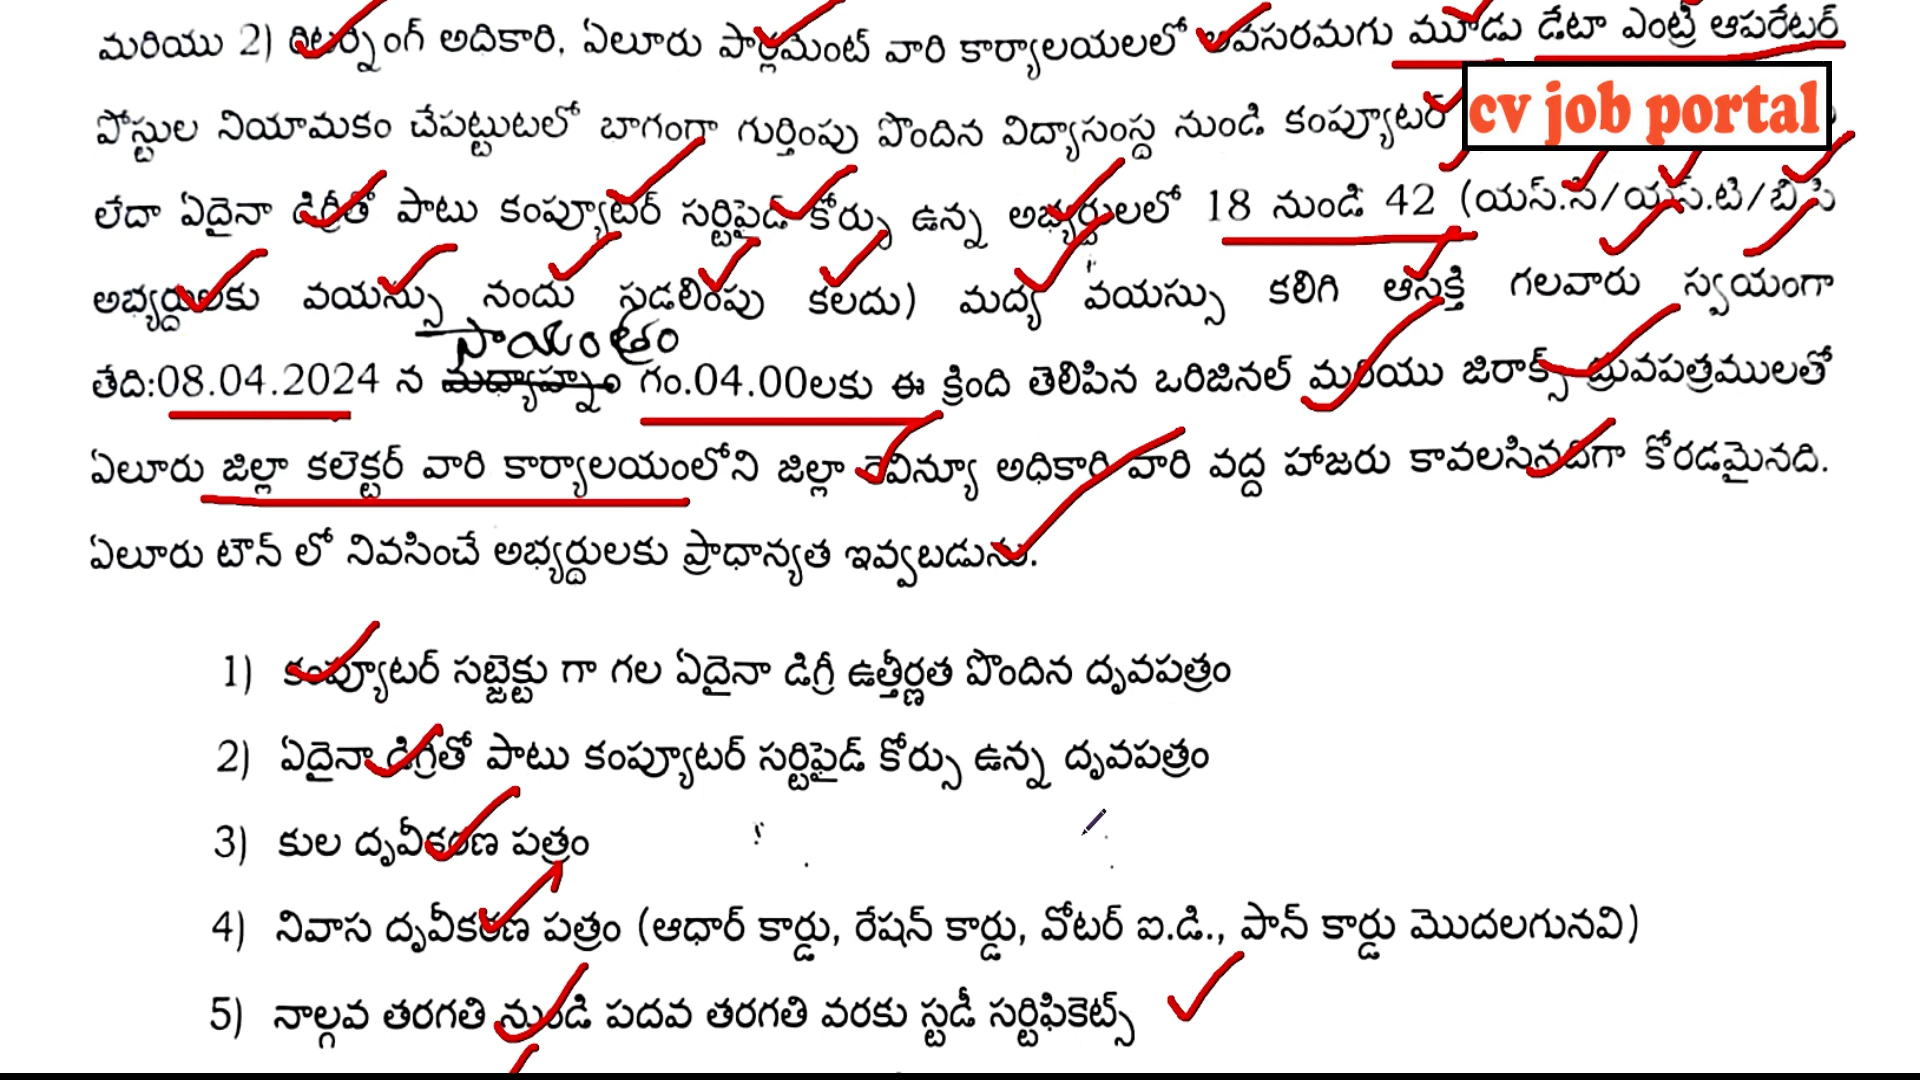 మరియు 2) రిటర్నింగ్ అదికారి, ఏలూరు పార్లమెంట్ వారి కార్యాలయలలో అవసరమగు మూడు డేటా ఎంట్రీ ఆపరేటర్
పోస్టుల నియామకం చేపట్టుటలో బాగంగా గుర్తింపు పొందిన విద్యాసంస్థ నుండి కంప్యూటర్
cv job portal
లేదా ఏదైనా డిగ్రీతో పాటు కంప్యూటర్ సర్టిఫైడ్ కోర్సు ఉన్న అభ్యర్దులలో 18 నుండి 42 (యస్.సి/యస్.టి/బి.సి
అభ్యర్దులకు వయస్సు నందు సడలింపు కలదు) మద్య వయస్సు కలిగి ఆసక్తి గలవారు స్వయంగా
సాయంత్రం
తేది:08.04.2024 న మధ్యాహ్నం గం.04.00లకు ఈ క్రింది తెలిపిన ఒరిజినల్ మరియు జిరాక్స్ ద్రువపత్రములతో
ఏలూరు జిల్లా కలెక్టర్ వారి కార్యాలయంలోని జిల్లా రెవిన్యూ అధికారి వారి వద్ద హాజరు కావలసినదిగా కోరడమైనది.
ఏలూరు టౌన్ లో నివసించే అభ్యర్దులకు ప్రాధాన్యత ఇవ్వబడును.
1) కంప్యూటర్ సబ్జెక్టు గా గల ఏదైనా డిగ్రీ ఉత్తీర్ణత పొందిన దృవపత్రం
2) ఏదైనా డిగ్రీతో పాటు కంప్యూటర్ సర్టిఫైడ్ కోర్సు ఉన్న దృవపత్రం
3) కుల దృవీకరణ పత్రం
4) నివాస దృవీకరణ పత్రం (ఆధార్ కార్డు, రేషన్ కార్డు, వోటర్ ఐ.డి., పాన్ కార్డు మొదలగునవి)
5) నాల్గవ తరగతి నుండి పదవ తరగతి వరకు స్టడీ సర్టిఫికెట్స్